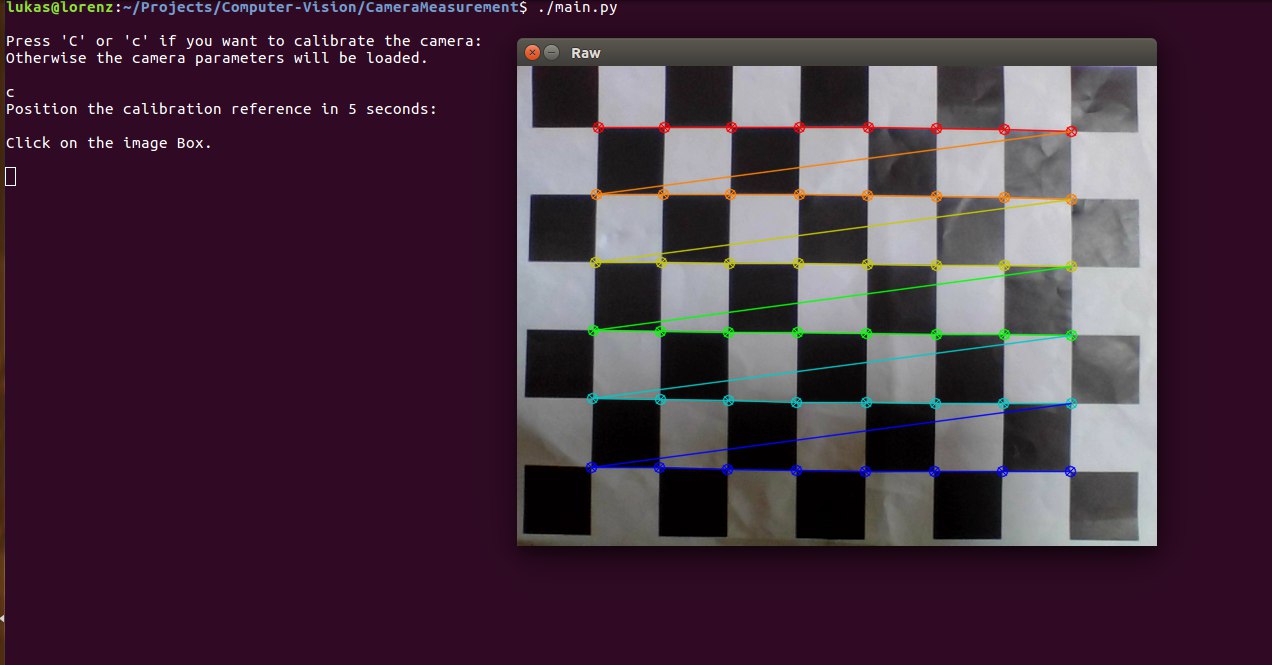 lukas@lorenz:~/Projects/Computer-Vision/CameraMeasurement$ ./main.py
Press 'C' or 'c' if you want to calibrate the camera:
Otherwise the camera parameters will be loaded.
c
Position the calibration reference in 5 seconds:
Click on the image Box.
Raw